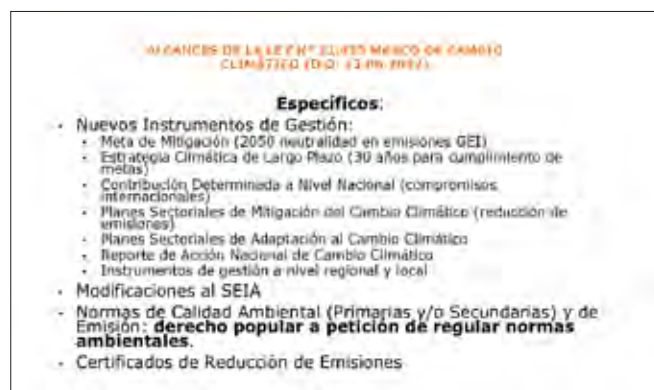 ALCANCES DE LA LEY N° 21.455 MARCO DE CAMBIO
CLIMÁTICO (D.O. 13.06.2022)
Específicos:
- Nuevos Instrumentos de Gestión:
• Meta de Mitigación (2050 neutralidad en emisiones GEI)
• Estrategia Climática de Largo Plazo (30 años para cumplimiento de
metas)
• Contribución Determinada a Nivel Nacional (compromisos
internacionales)
• Planes Sectoriales de Mitigación del Cambio Climático (reducción de
emisiones)
• Planes Sectoriales de Adaptación al Cambio Climático
• Reporte de Acción Nacional de Cambio Climático
• Instrumentos de gestión a nivel regional y local
- Modificaciones al SEIA
- Normas de Calidad Ambiental (Primarias y/o Secundarias) y de
Emisión: derecho popular a petición de regular normas
ambientales.
- Certificados de Reducción de Emisiones